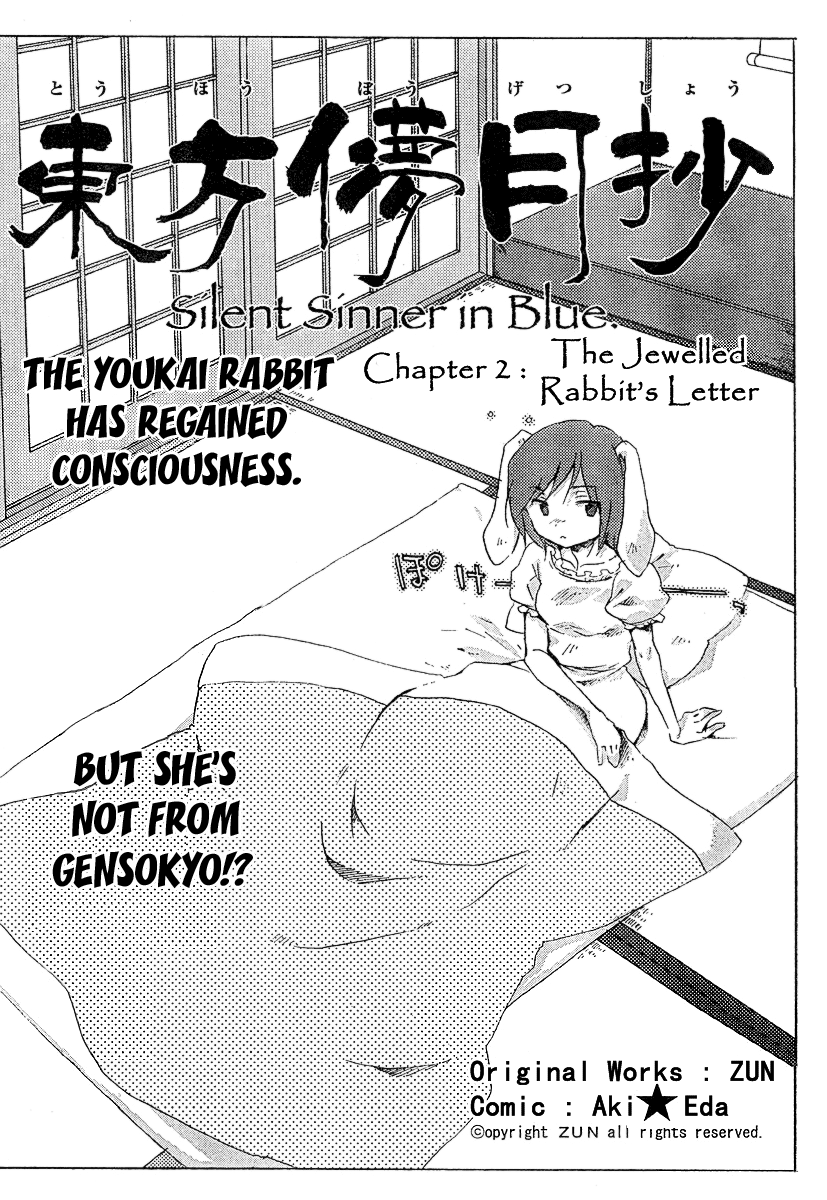 とう ほう ぼう げつ しょう
東方儚月抄
Silent Sinner in Blue.
Chapter 2 : The Jewelled
Rabbit's Letter
THE YOUKAI RABBIT
HAS REGAINED
CONSCIOUSNESS.
ぽけー
っ
BUT SHE'S
NOT FROM
GENSOKYO!?
Original Works : ZUN
Comic : Aki★Eda
©opyright ZUN all rights reserved.